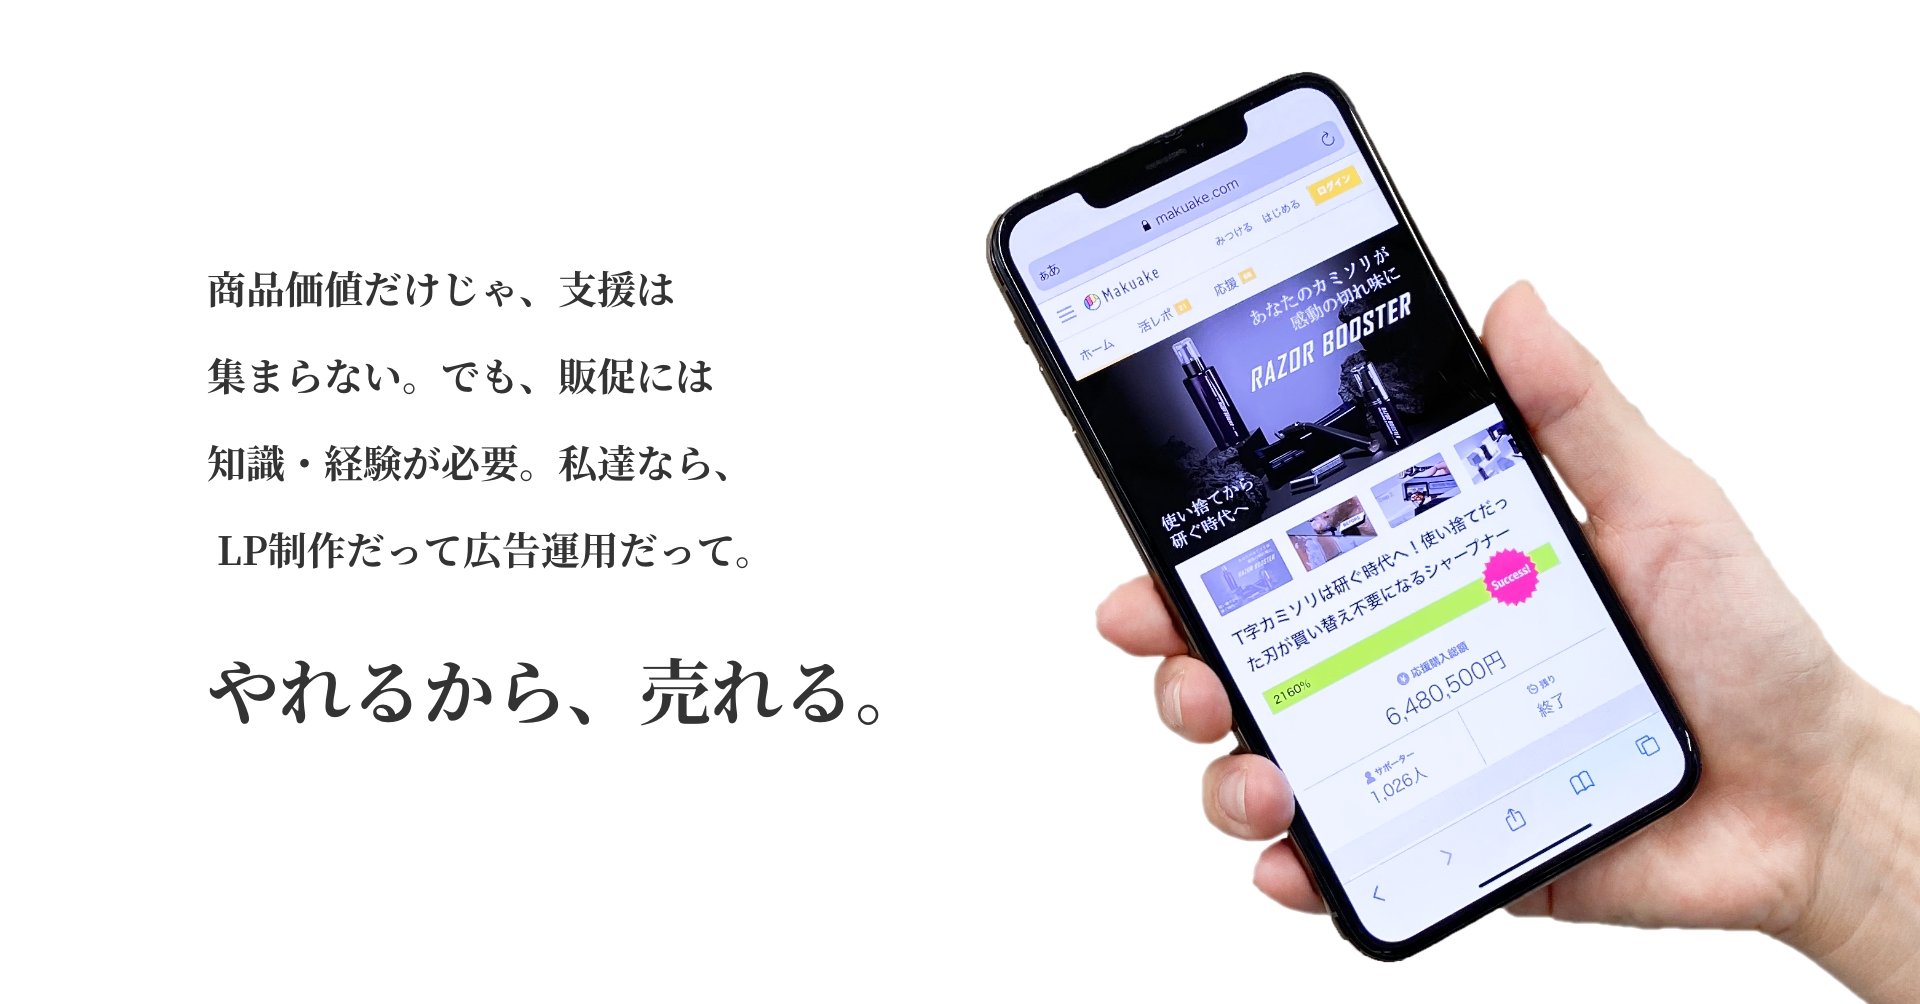 商品価値だけじゃ、支援は
集まらない。でも、販促には
知識・経験が必要。私達なら、
LP制作だって広告運用だって。
やれるから、売れる。
ぁあ
makuake.com
Makuake
みつける はじめる ログイン
ホーム 活レポ 応援
あなたのカミソリが
感動の切れ味に
RAZOR BOOSTER
使い捨てから
研ぐ時代へ
T字カミソリは研ぐ時代へ！使い捨てだっ
た刃が買い替え不要になるシャープナー
2160%
Success!
応援購入総額
6,480,500円
サポーター
1,026人
残り
終了